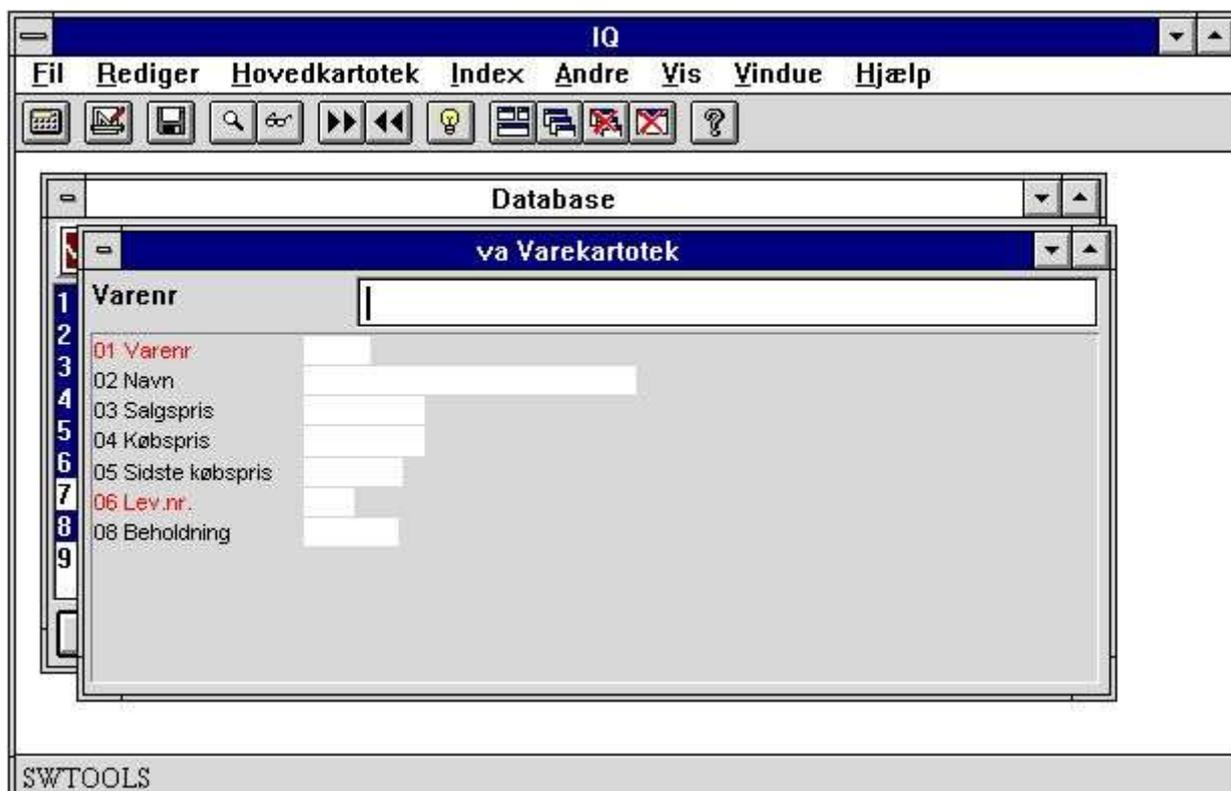 IQ
Fil Rediger Hovedkartotek Index Andre Vis Vindue Hjælp
Database
va Varekartotek
Varenr
1
2
3
4
5
6
7
8
9
01 Varenr
02 Navn
03 Salgspris
04 Købspris
05 Sidste købspris
06 Lev.nr.
08 Beholdning
SWTOOLS